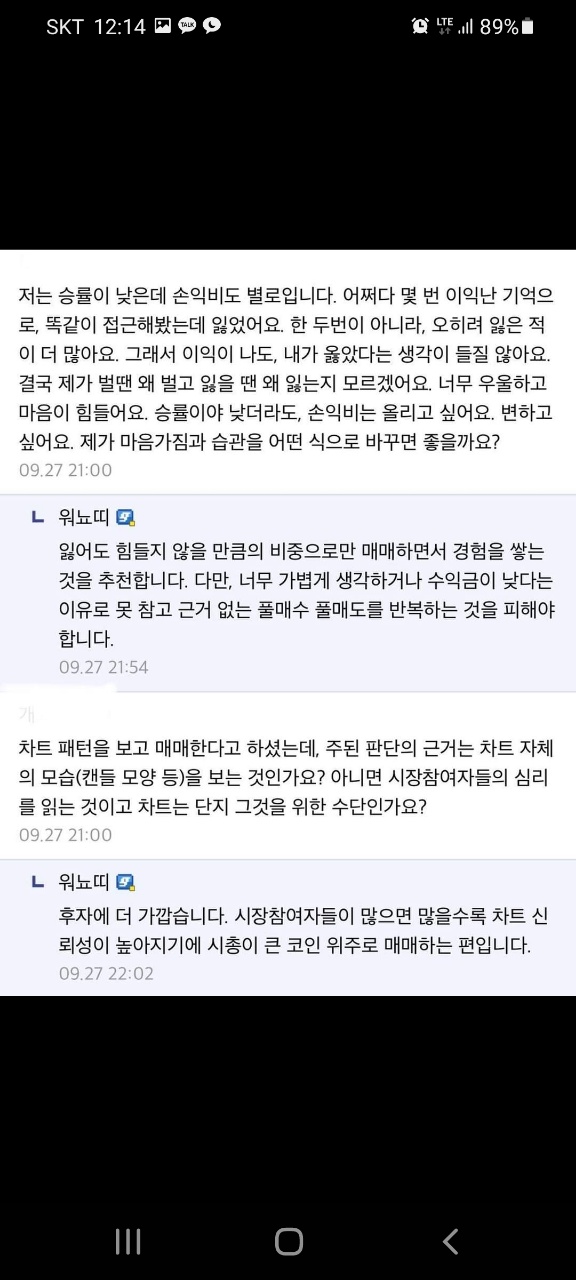 SKT 12:14 TALK LTE 89%
저는 승률이 낮은데 손익비도 별로입니다. 어쩌다 몇 번 이익난 기억으
로, 똑같이 접근해봤는데 잃었어요. 한 두번이 아니라, 오히려 잃은 적
이 더 많아요. 그래서 이익이 나도, 내가 옳았다는 생각이 들질 않아요.
결국 제가 벌땐 왜 벌고 잃을 땐 왜 잃는지 모르겠어요. 너무 우울하고
마음이 힘들어요. 승률이야 낮더라도, 손익비는 올리고 싶어요. 변하고
싶어요. 제가 마음가짐과 습관을 어떤 식으로 바꾸면 좋을까요?
09.27 21:00
워뇨띠
잃어도 힘들지 않을 만큼의 비중으로만 매매하면서 경험을 쌓는
것을 추천합니다. 다만, 너무 가볍게 생각하거나 수익금이 낮다는
이유로 못 참고 근거 없는 풀매수 풀매도를 반복하는 것을 피해야
합니다.
09.27 21:54
개
차트 패턴을 보고 매매한다고 하셨는데, 주된 판단의 근거는 차트 자체
의 모습(캔들 모양 등)을 보는 것인가요? 아니면 시장참여자들의 심리
를 읽는 것이고 차트는 단지 그것을 위한 수단인가요?
09.27 21:00
워뇨띠
후자에 더 가깝습니다. 시장참여자들이 많으면 많을수록 차트 신
뢰성이 높아지기에 시총이 큰 코인 위주로 매매하는 편입니다.
09.27 22:02